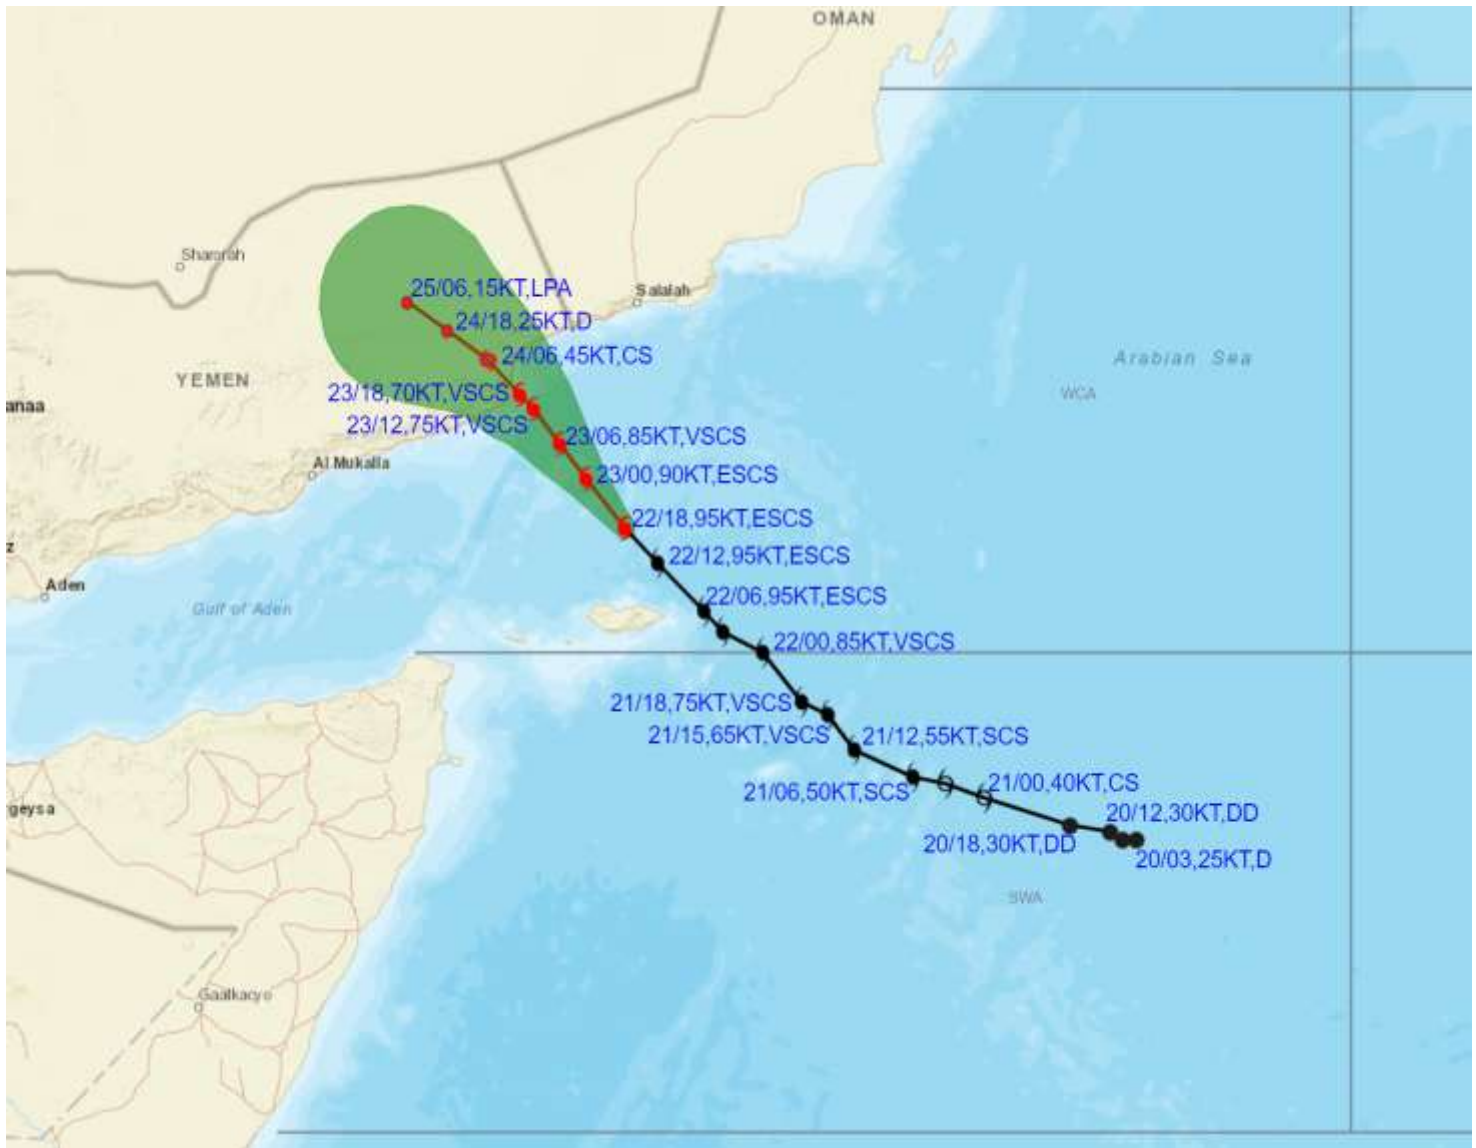 OMAN
Sharurah
Salalah
25/06,15KT,LPA
24/18,25KT,D
24/06,45KT,CS
Arabian Sea
YEMEN
23/18,70KT,VSCS
WCA
anaa
23/12,75KT,VSCS
23/06,85KT,VSCS
Al Mukalla
23/00,90KT,ESCS
22/18,95KT,ESCS
z
22/12,95KT,ESCS
Aden
22/06,95KT,ESCS
Gulf of Aden
22/00,85KT,VSCS
21/18,75KT,VSCS
21/15,65KT,VSCS
21/12,55KT,SCS
21/00,40KT,CS
21/06,50KT,SCS
rgeysa
20/12,30KT,DD
20/18,30KT,DD
20/03,25KT,D
SWA
Gaalkacyo